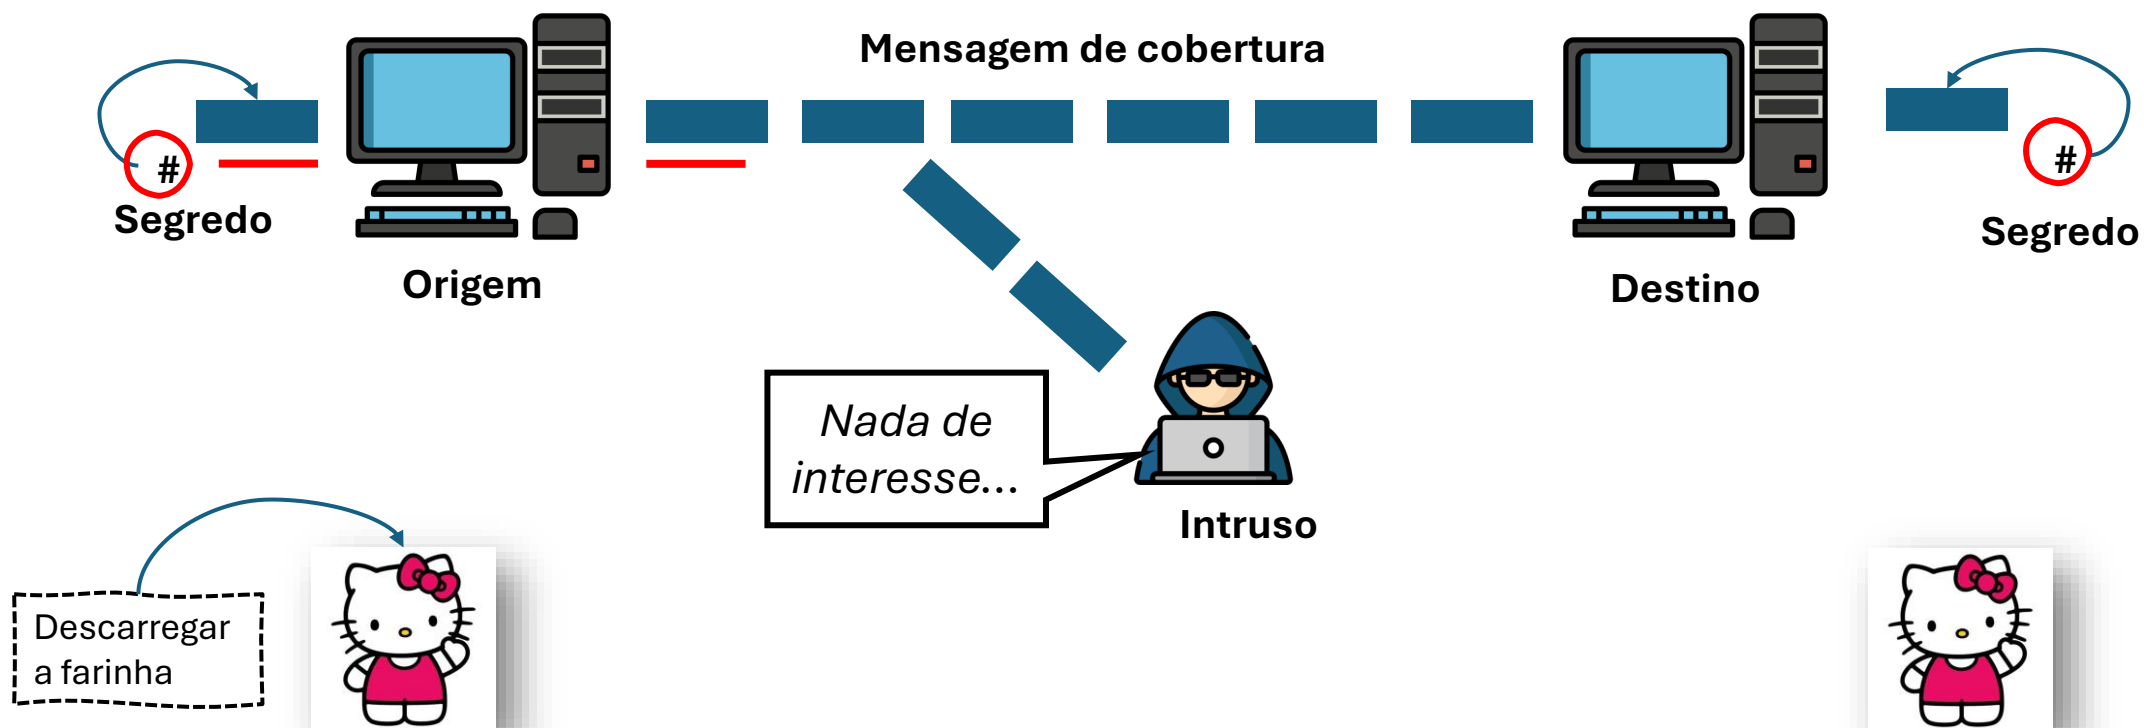 Mensagem de cobertura
#
Segredo
Origem
#
Segredo
Destino
Nada de
interesse...
Intruso
Descarregar
a farinha